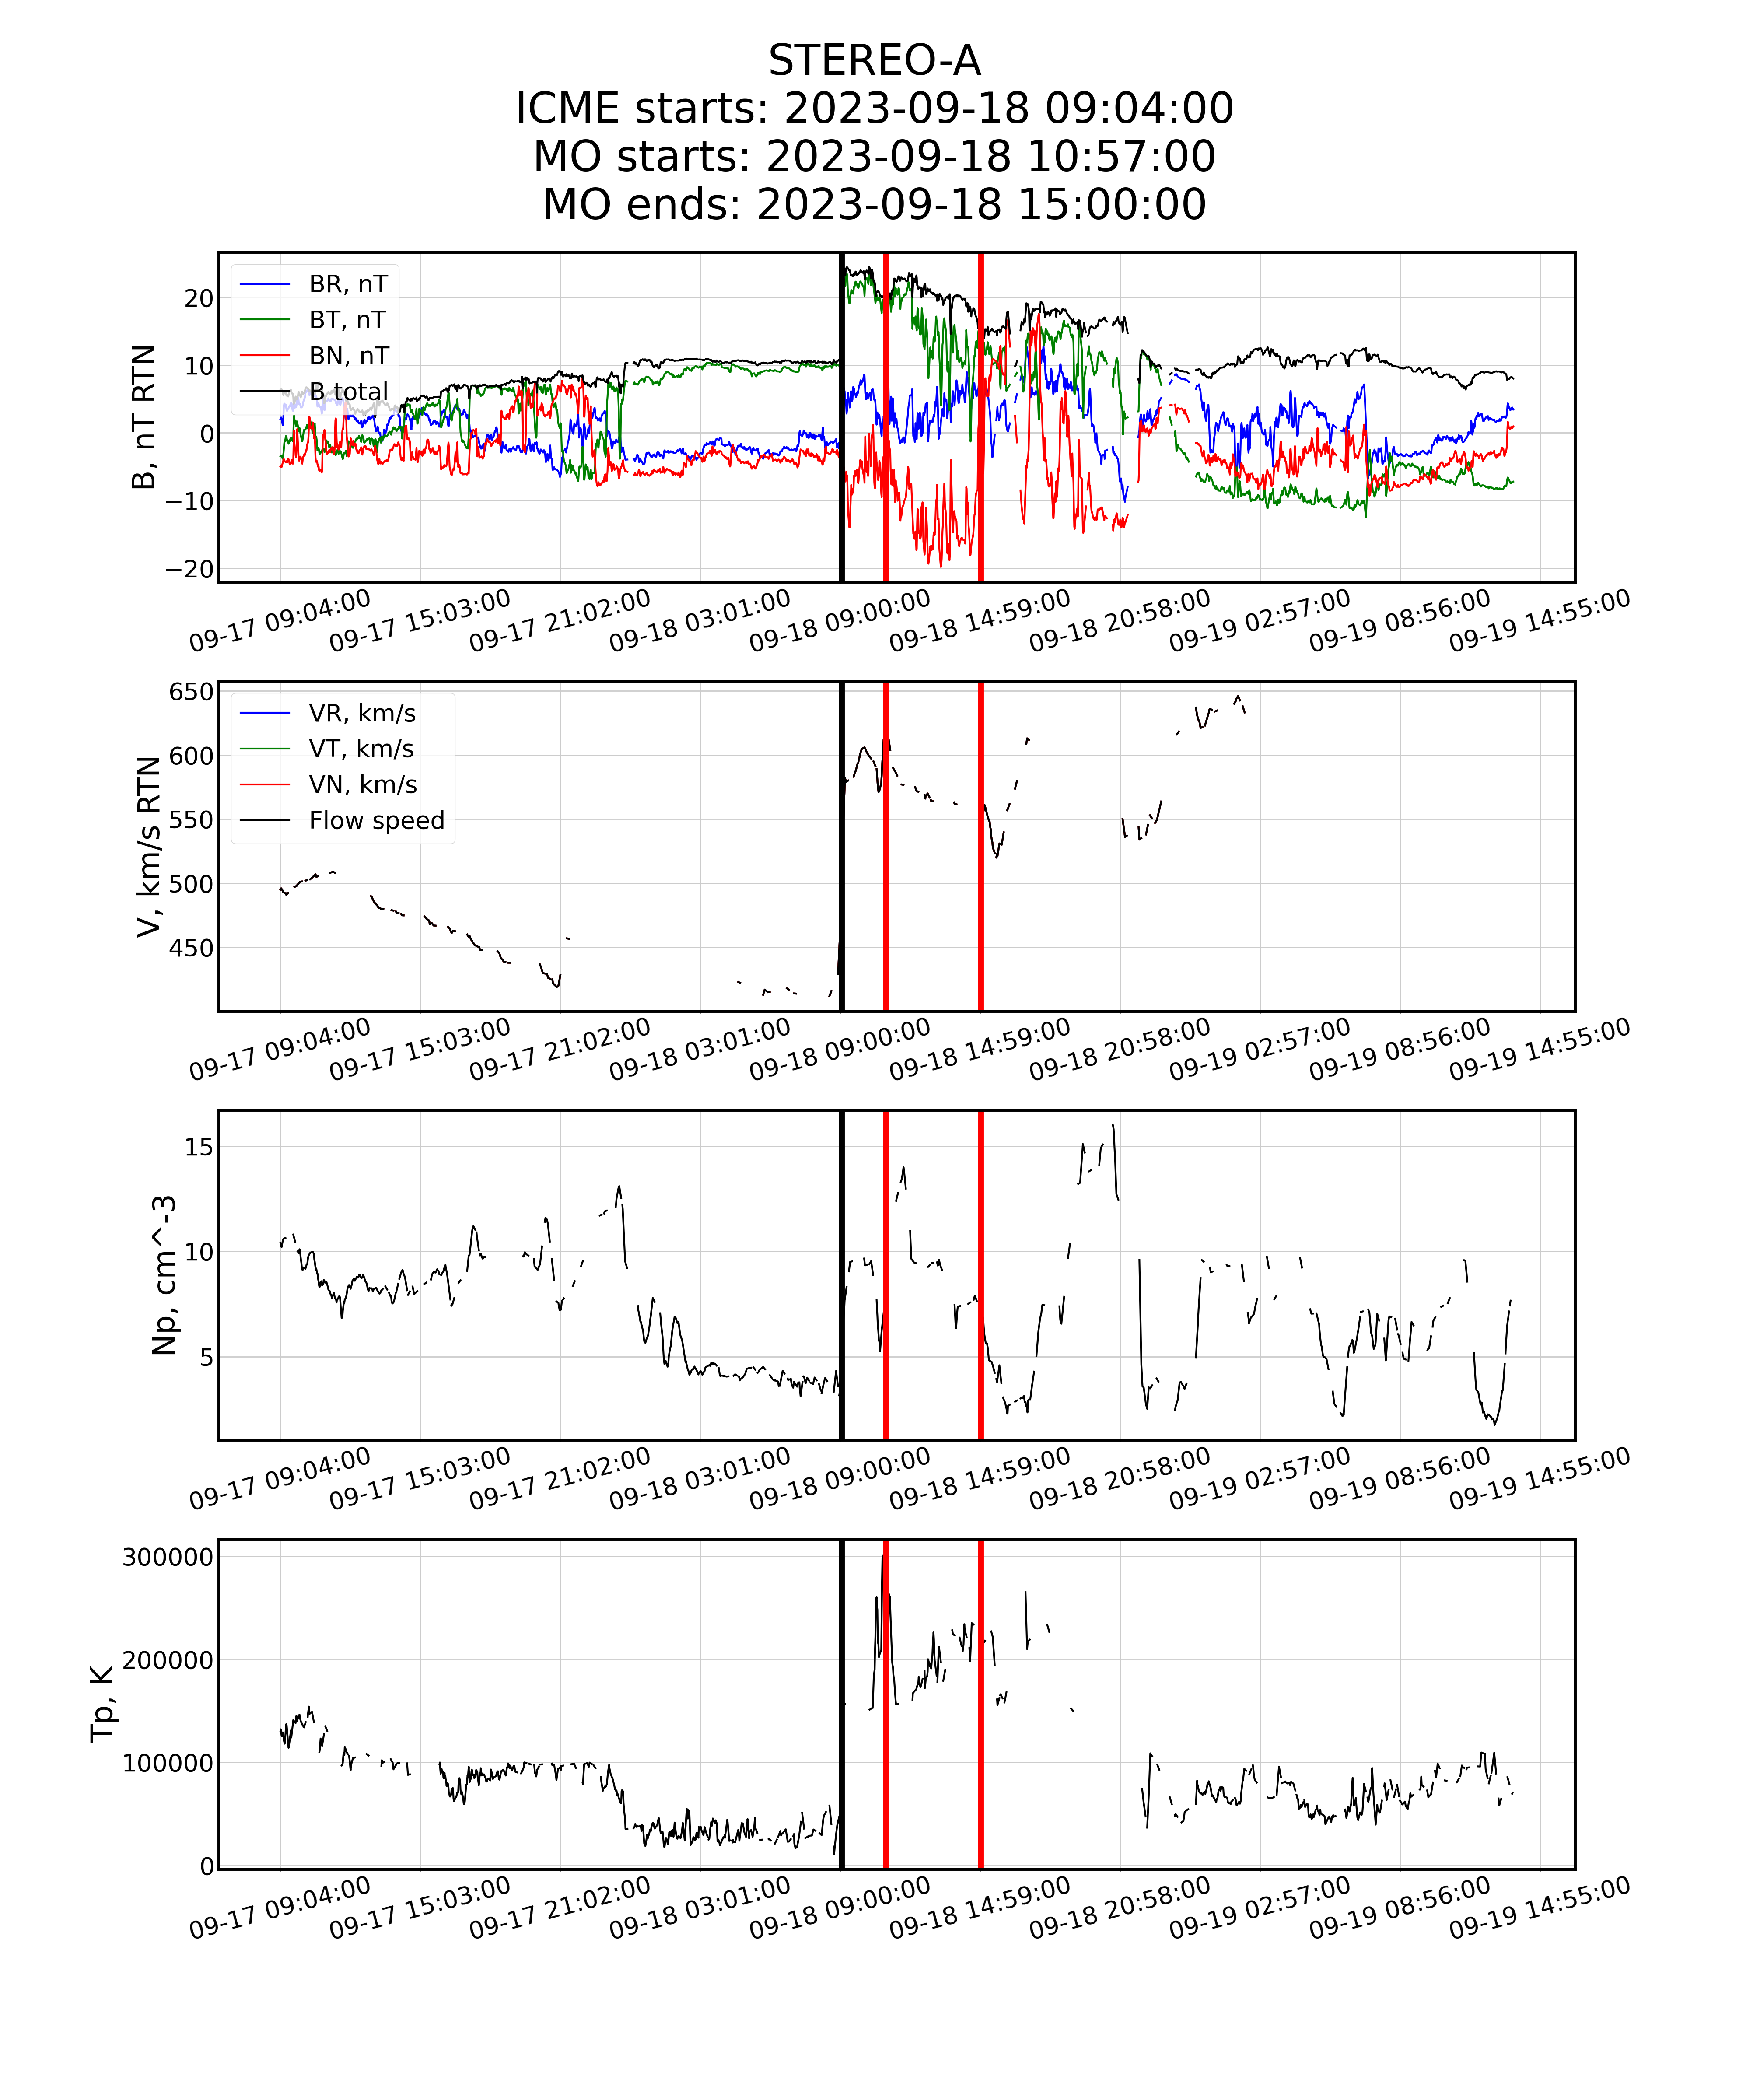 STEREO-A
ICME starts: 2023-09-18 09:04:00
MO starts: 2023-09-18 10:57:00
MO ends: 2023-09-18 15:00:00
B, nT RTN
20
10
0
−10
−20
BR, nT
BT, nT
BN, nT
B total
09-17 09:04:00 09-17 15:03:00 09-17 21:02:00 09-18 03:01:00 09-18 09:00:00 09-18 14:59:00 09-18 20:58:00 09-19 02:57:00 09-19 08:56:00 09-19 14:55:00
V, km/s RTN
650
600
550
500
450
VR, km/s
VT, km/s
VN, km/s
Flow speed
09-17 09:04:00 09-17 15:03:00 09-17 21:02:00 09-18 03:01:00 09-18 09:00:00 09-18 14:59:00 09-18 20:58:00 09-19 02:57:00 09-19 08:56:00 09-19 14:55:00
Np, cm^-3
15
10
5
09-17 09:04:00 09-17 15:03:00 09-17 21:02:00 09-18 03:01:00 09-18 09:00:00 09-18 14:59:00 09-18 20:58:00 09-19 02:57:00 09-19 08:56:00 09-19 14:55:00
Tp, K
300000
200000
100000
0
09-17 09:04:00 09-17 15:03:00 09-17 21:02:00 09-18 03:01:00 09-18 09:00:00 09-18 14:59:00 09-18 20:58:00 09-19 02:57:00 09-19 08:56:00 09-19 14:55:00